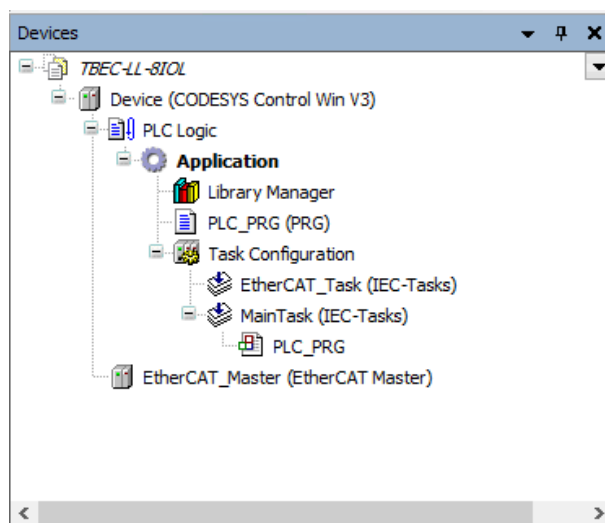 Devices
TBEC-LL-8IOL
Device (CODESYS Control Win V3)
PLC Logic
Application
Library Manager
PLC_PRG (PRG)
Task Configuration
EtherCAT_Task (IEC-Tasks)
MainTask (IEC-Tasks)
PLC_PRG
EtherCAT_Master (EtherCAT Master)